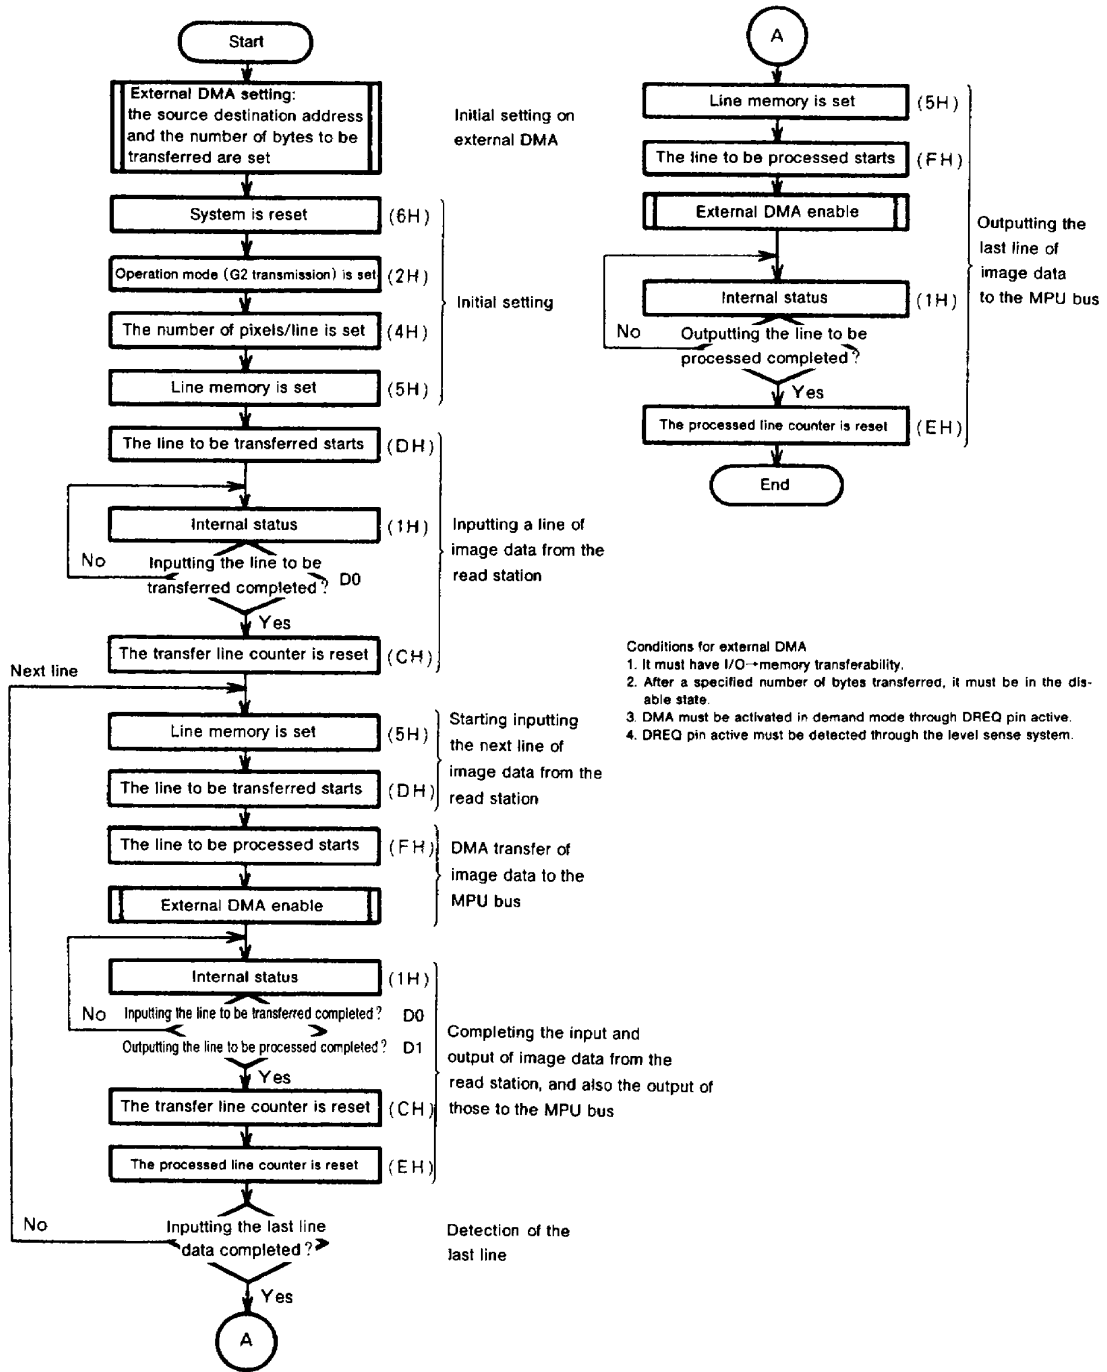 Start
External DMA setting:
the source destination address
and the number of bytes to be
transferred are set
Initial setting on
external DMA
System is reset
(6H)
Operation mode (G2 transmission) is set
(2H)
The number of pixels/line is set
(4H)
Line memory is set
(5H)
Initial setting
The line to be transferred starts
(DH)
Internal status
(1H)
No
Inputting the line to be
transferred completed?
D0
Yes
The transfer line counter is reset
(CH)
Inputting a line of
image data from the
read station
Next line
Line memory is set
(5H)
The line to be transferred starts
(DH)
Starting inputting
the next line of
image data from the
read station
The line to be processed starts
(FH)
External DMA enable
DMA transfer of
image data to the
MPU bus
Internal status
(1H)
No
Inputting the line to be transferred completed?
D0
Outputting the line to be processed completed?
D1
Yes
The transfer line counter is reset
(CH)
The processed line counter is reset
(EH)
Completing the input and
output of image data from the
read station, and also the output of
those to the MPU bus
No
Inputting the last line
data completed?
Detection of the
last line
Yes
A
A
Line memory is set
(5H)
The line to be processed starts
(FH)
External DMA enable
Internal status
(1H)
No
Outputting the line to be
processed completed?
Yes
The processed line counter is reset
(EH)
End
Outputting the
last line of
image data
to the MPU bus
Conditions for external DMA
1. It must have I/O→memory transferability.
2. After a specified number of bytes transferred, it must be in the dis-
able state.
3. DMA must be activated in demand mode through DREQ pin active.
4. DREQ pin active must be detected through the level sense system.